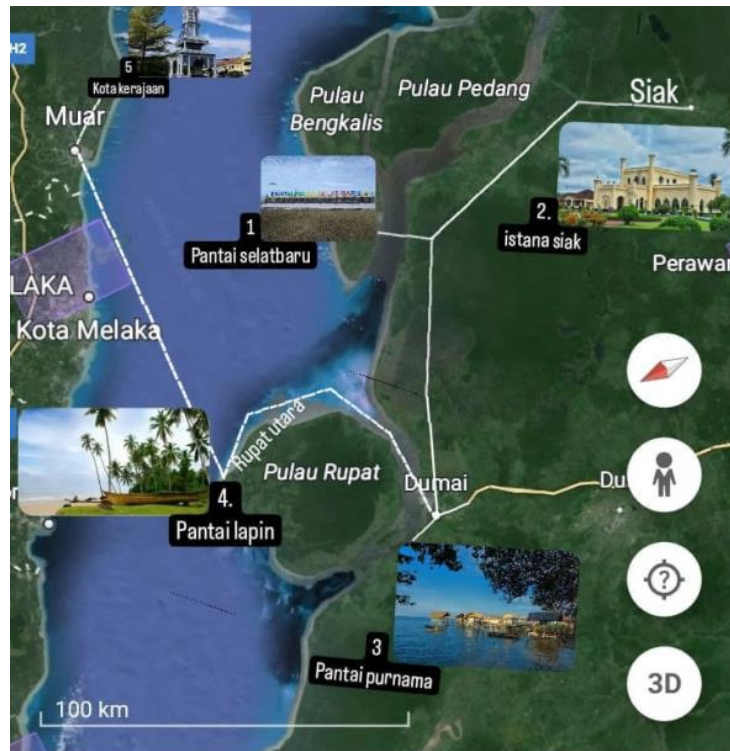 H2
5
Kota kerajaan
Muar
Pulau
Bengkalis
Pulau Pedang
Siak
1
Pantai selatbaru
2.
istana siak
Perawan
LAKA
Kota Melaka
Rupat utara
Pulau Rupat
Dumai
Du
4.
Pantai lapin
3
Pantai purnama
?
3D
100 km